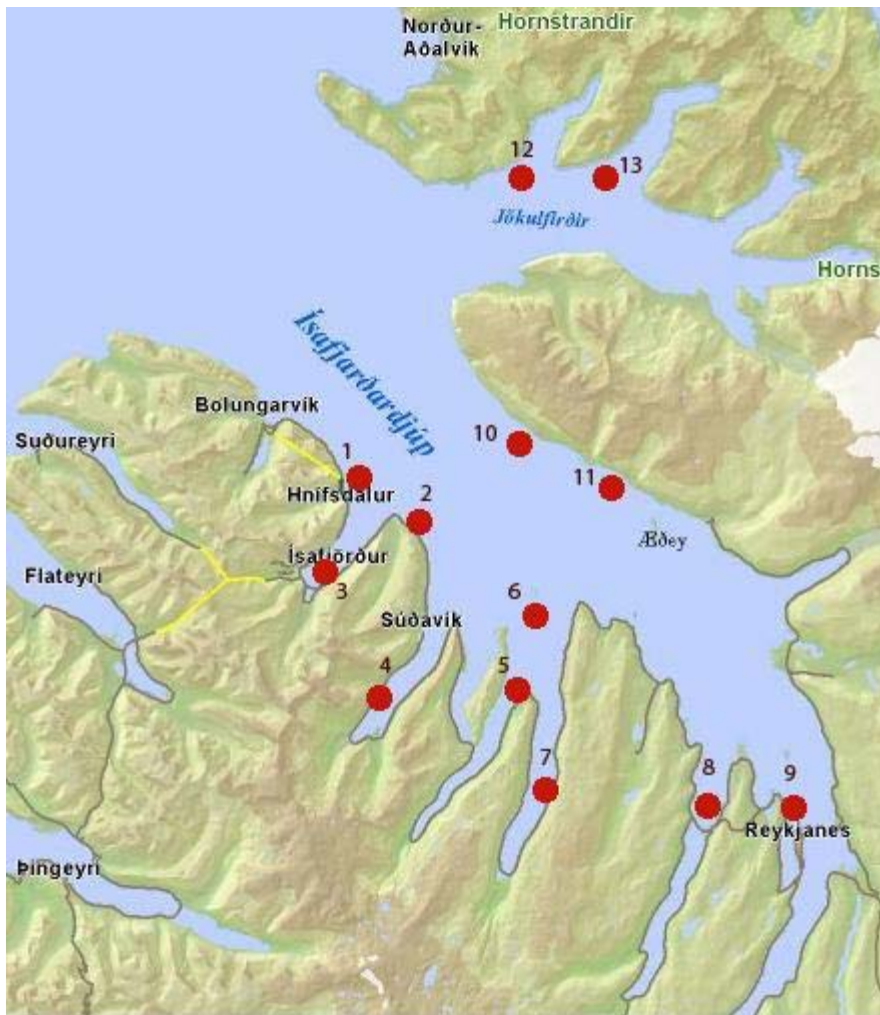 Norður-
Aðalvík
Hornstrandir
12
13
Jökulfirðir
Horns
Ísafjarðardjúp
Bolungarvík
Suðureyri
10
1
11
Hnífsdalur
2
Æðey
Ísafjörður
Flateyri
3
6
Súðavík
4
5
7
8
9
Reykjanes
Þingeyri